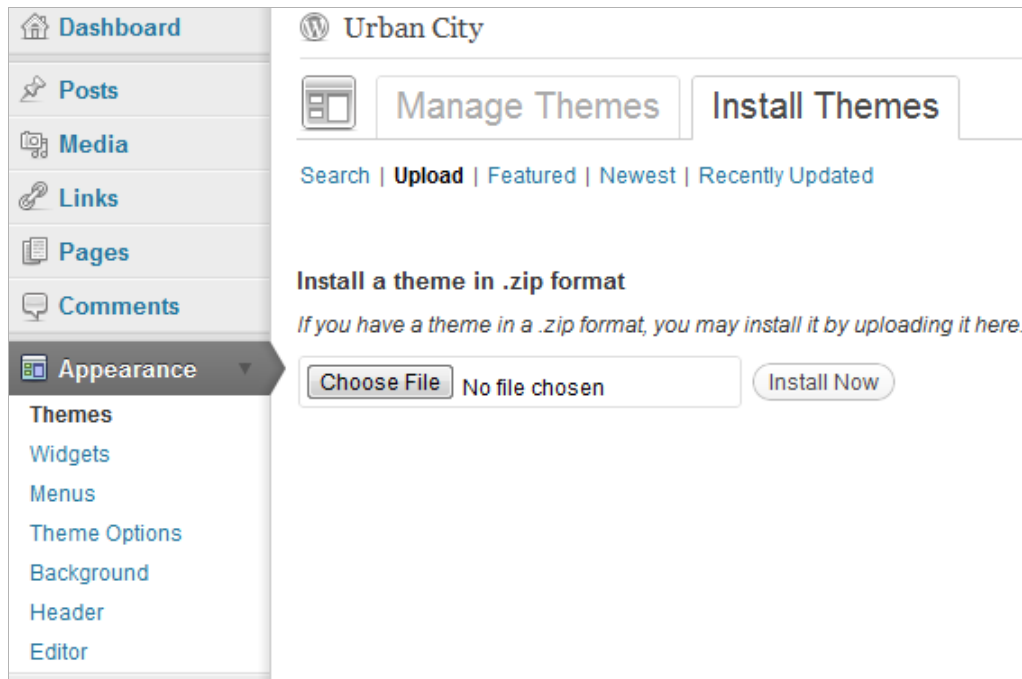 Dashboard
Posts
Media
Links
Pages
Comments
Appearance
Themes
Widgets
Menus
Theme Options
Background
Header
Editor
Urban City
Manage Themes Install Themes
Search | Upload | Featured | Newest | Recently Updated
Install a theme in .zip format
If you have a theme in a .zip format, you may install it by uploading it here.
Choose File No file chosen Install Now